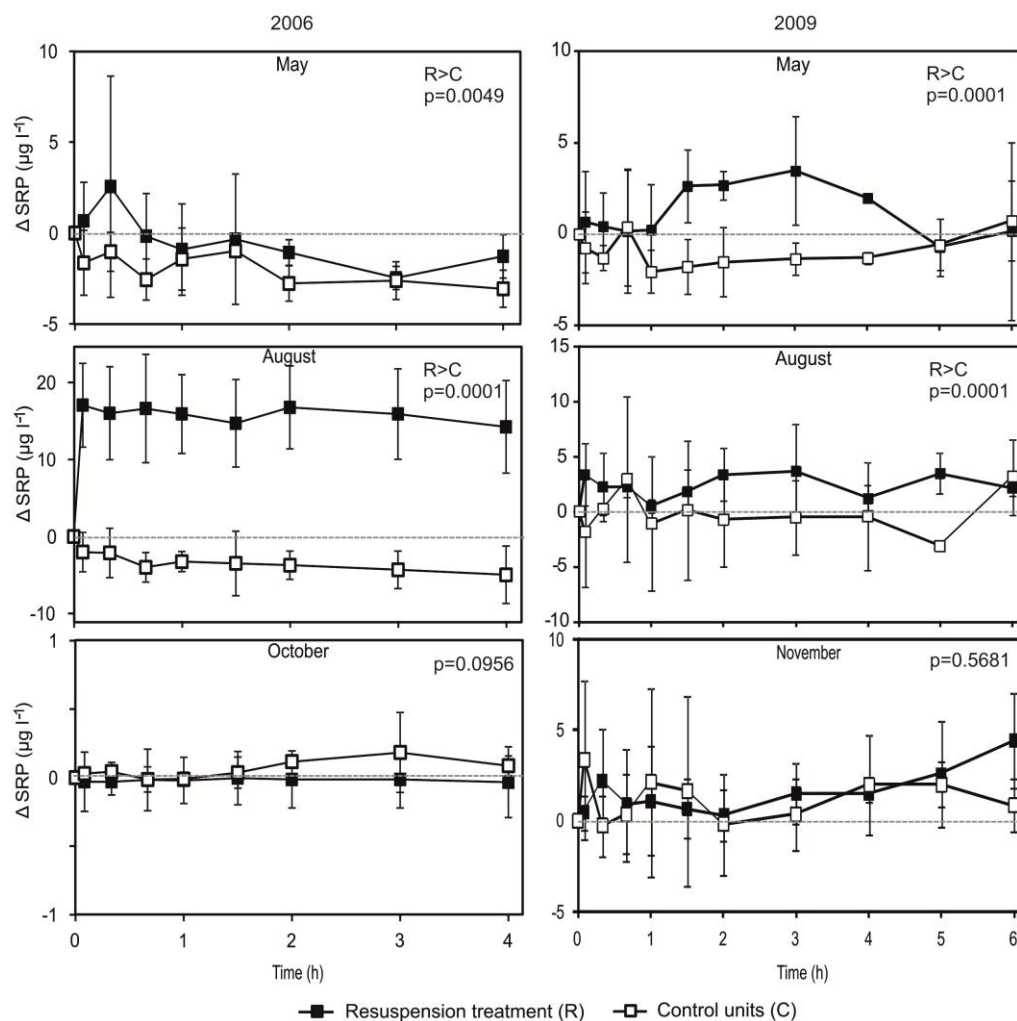 2006
2009
May
R>C
p=0.0049
10
5
0
-5
Δ SRP (µg l⁻¹)
May
R>C
p=0.0001
10
5
0
-5
August
R>C
p=0.0001
20
10
0
-10
Δ SRP (µg l⁻¹)
August
R>C
p=0.0001
15
10
5
0
-5
-10
October
p=0.0956
1
0
-1
Δ SRP (µg l⁻¹)
0 1 2 3 4
Time (h)
November
p=0.5681
10
5
0
-5
0 1 2 3 4 5 6
Time (h)
Resuspension treatment (R) Control units (C)